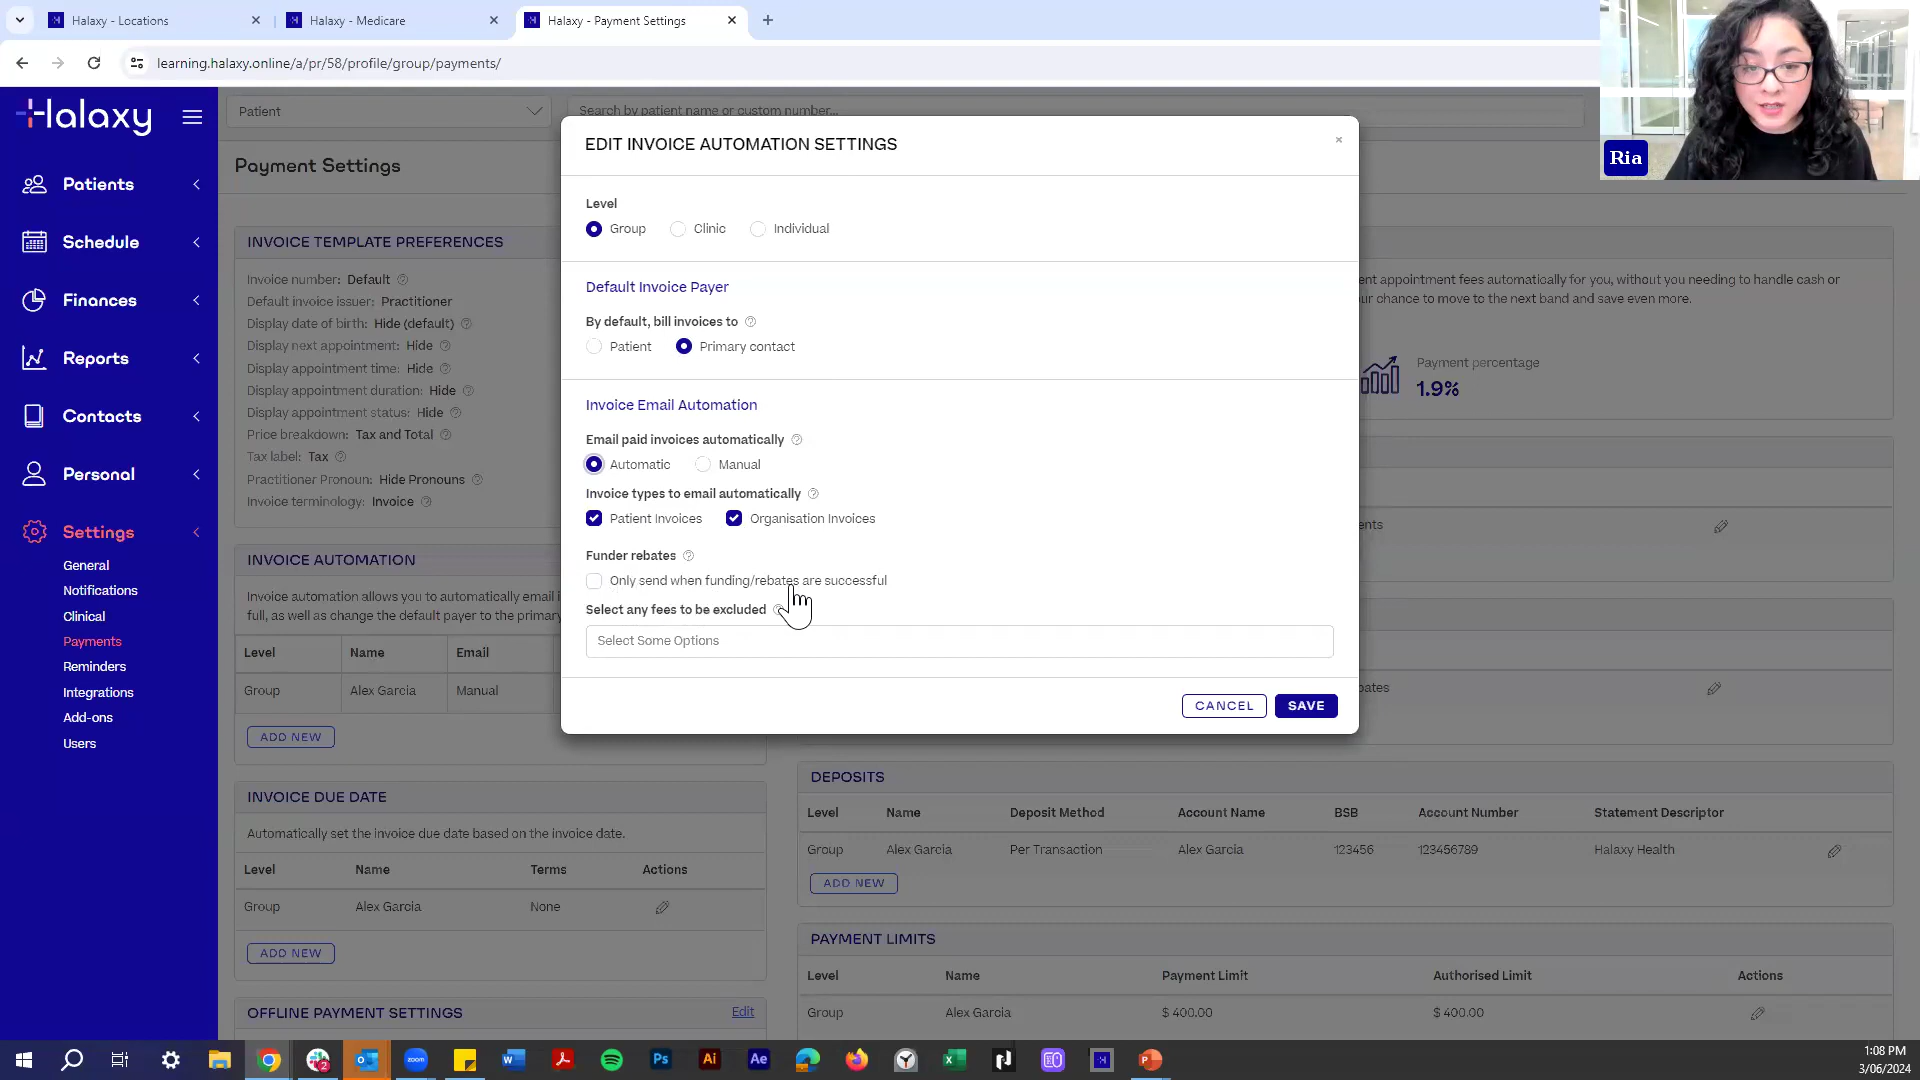 Halaxy - Locations
Halaxy - Medicare
Halaxy - Payment Settings
learning.halaxy.online/a/pr/58/profile/group/payments/
Ria
Halaxy
Patients
Schedule
Finances
Reports
Contacts
Personal
Settings
General
Notifications
Clinical
Payments
Reminders
Integrations
Add-ons
Users
Patient
Search by patient name or custom number...
Payment Settings
INVOICE TEMPLATE PREFERENCES
Invoice number: Default
Default invoice issuer: Practitioner
Display date of birth: Hide (default)
Display next appointment: Hide
Display appointment time: Hide
Display appointment duration: Hide
Display appointment status: Hide
Price breakdown: Tax and Total
Tax label: Tax
Practitioner Pronoun: Hide Pronouns
Invoice terminology: Invoice
INVOICE AUTOMATION
Invoice automation allows you to automatically email i
full, as well as change the default payer to the primary
Level Name Email
Group Alex Garcia Manual
ADD NEW
INVOICE DUE DATE
Automatically set the invoice due date based on the invoice date.
Level Name Terms Actions
Group Alex Garcia None
ADD NEW
OFFLINE PAYMENT SETTINGS Edit
EDIT INVOICE AUTOMATION SETTINGS
×
Level
Group Clinic Individual
Default Invoice Payer
By default, bill invoices to
Patient Primary contact
Invoice Email Automation
Email paid invoices automatically
Automatic Manual
Invoice types to email automatically
Patient Invoices Organisation Invoices
Funder rebates
Only send when funding/rebates are successful
Select any fees to be excluded
Select Some Options
CANCEL SAVE
ent appointment fees automatically for you, without you needing to handle cash or
our chance to move to the next band and save even more.
Payment percentage
1.9%
ents
ates
DEPOSITS
Level Name Deposit Method Account Name BSB Account Number Statement Descriptor
Group Alex Garcia Per Transaction Alex Garcia 123456 123456789 Halaxy Health
ADD NEW
PAYMENT LIMITS
Level Name Payment Limit Authorised Limit Actions
Group Alex Garcia $ 400.00 $ 400.00
2
zoom
Ps
Ai
Ae
1:08 PM
3/06/2024